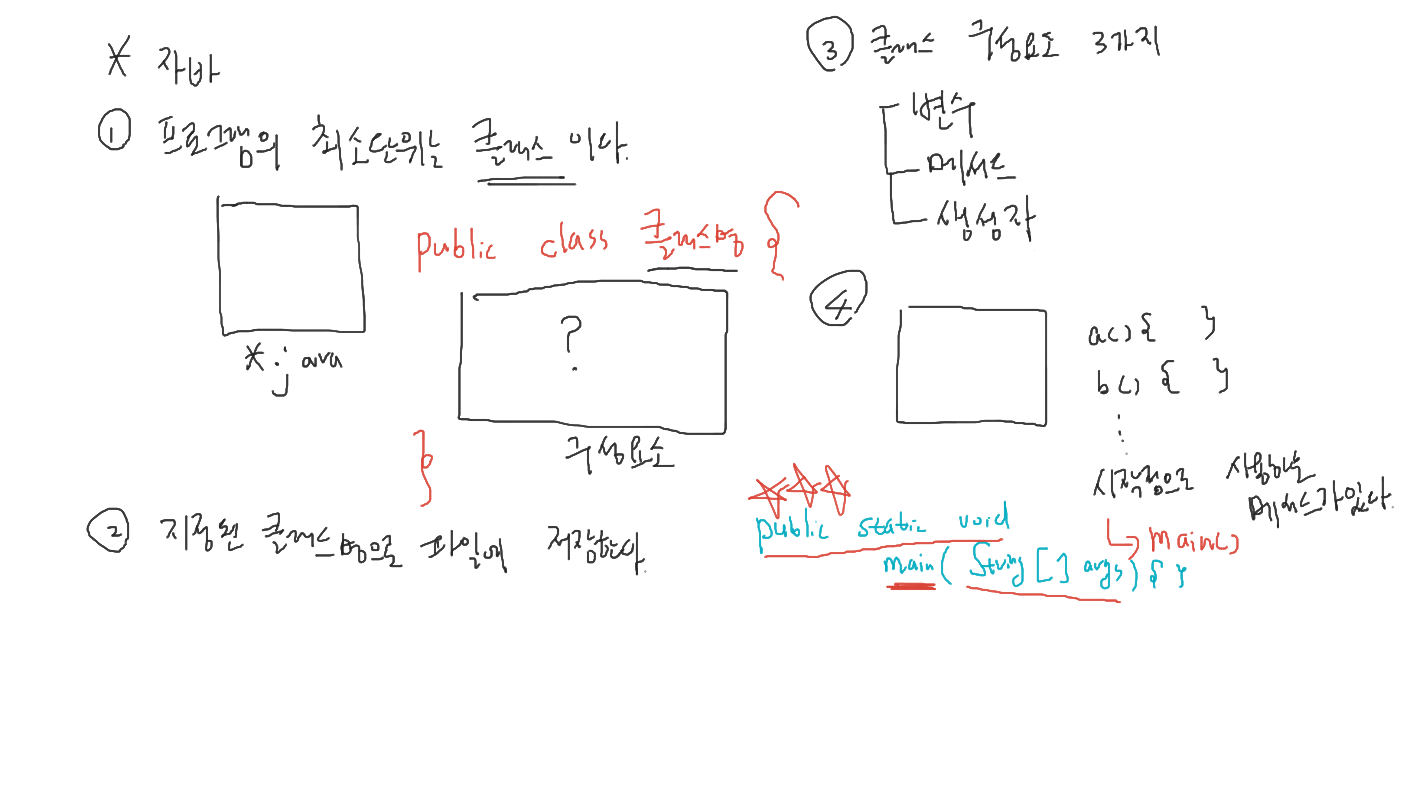 * 자바
① 프로그램의 최소단위는 클래스 이다.
public class 클래스명 {
?
*.java
구성요소
}
② 지정된 클래스명으로 파일에 저장한다.
③ 클래스 구성요소 3가지
변수
메서드
생성자
④
a() { }
b() { }
⋮
시작점으로 사용하는
메서드가 있다.
main()
public static void
main( String [ ] args) { }